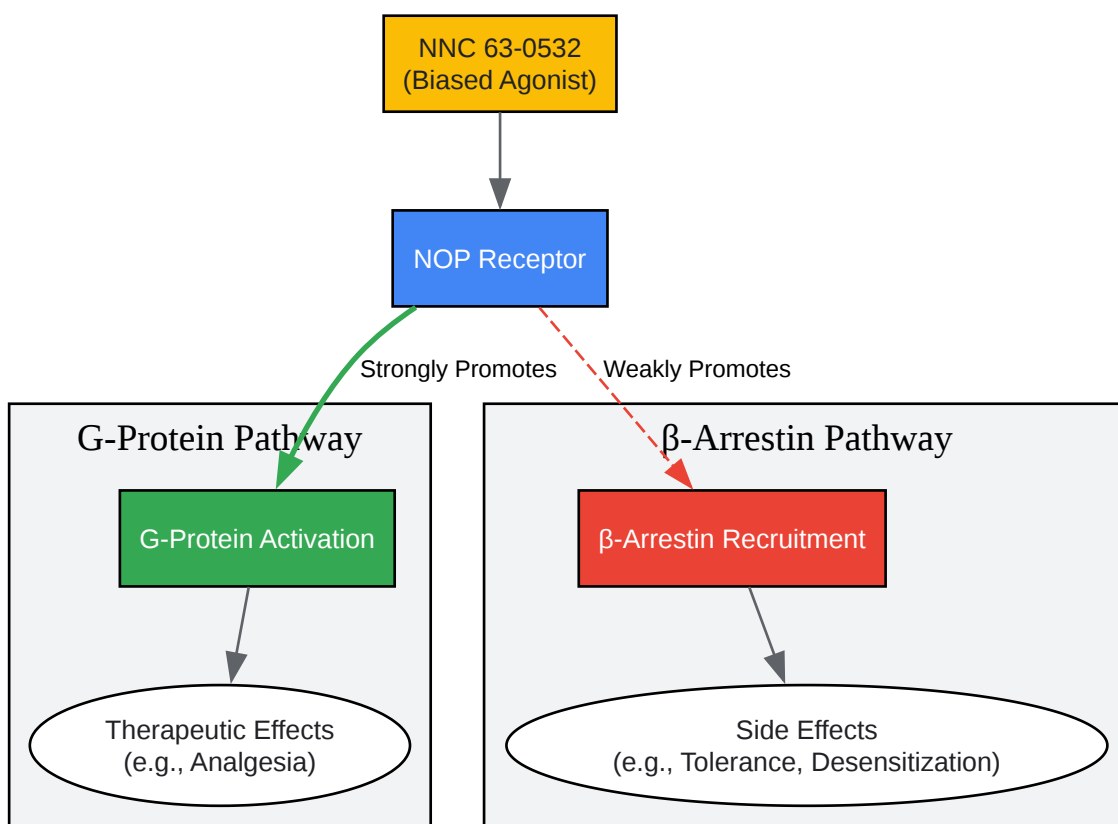 NNC 63-0532
(Biased Agonist)
NOP Receptor
Strongly Promotes
Weakly Promotes
G-Protein Pathway
β-Arrestin Pathway
G-Protein Activation
β-Arrestin Recruitment
Therapeutic Effects
(e.g., Analgesia)
Side Effects
(e.g., Tolerance, Desensitization)